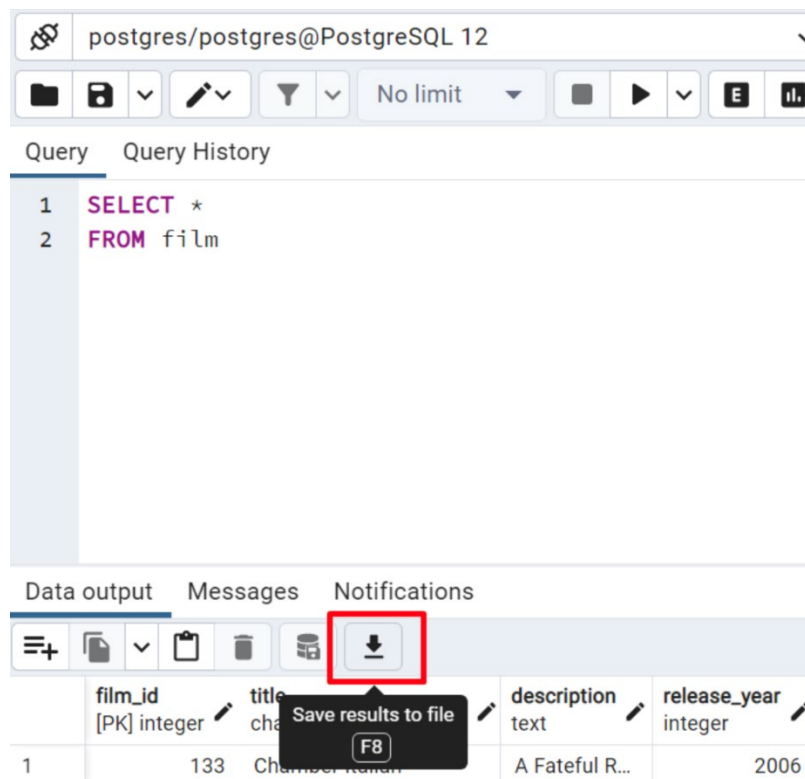 postgres/postgres@PostgreSQL 12
No limit
E
Query Query History
1 SELECT *
2 FROM film
Data output Messages Notifications
film_id title description release_year
[PK] integer text integer
Save results to file
F8
1 133 A Fateful R... 2006